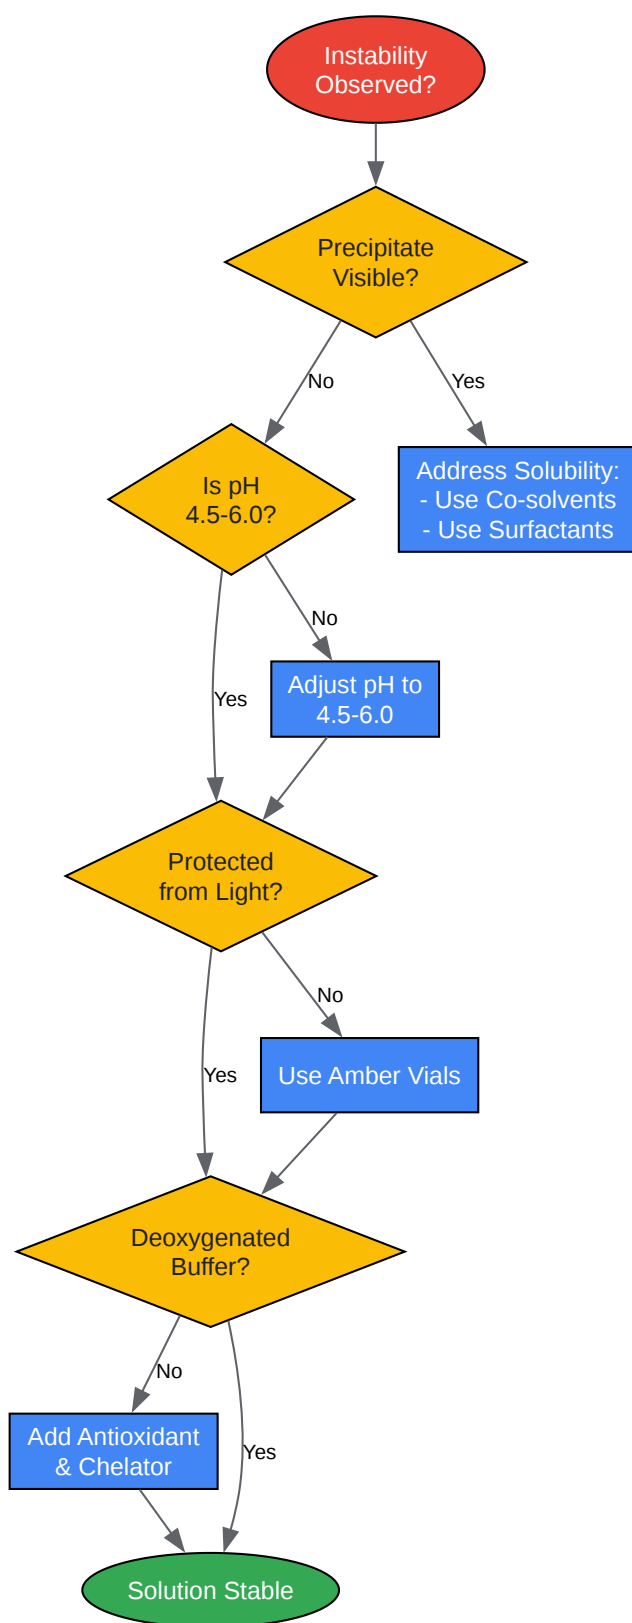 Instability
Observed?
Precipitate
Visible?
No
Yes
Is pH
4.5-6.0?
Address Solubility:
- Use Co-solvents
- Use Surfactants
No
Yes
Adjust pH to
4.5-6.0
Protected
from Light?
No
Yes
Use Amber Vials
Deoxygenated
Buffer?
No
Yes
Add Antioxidant
& Chelator
Solution Stable